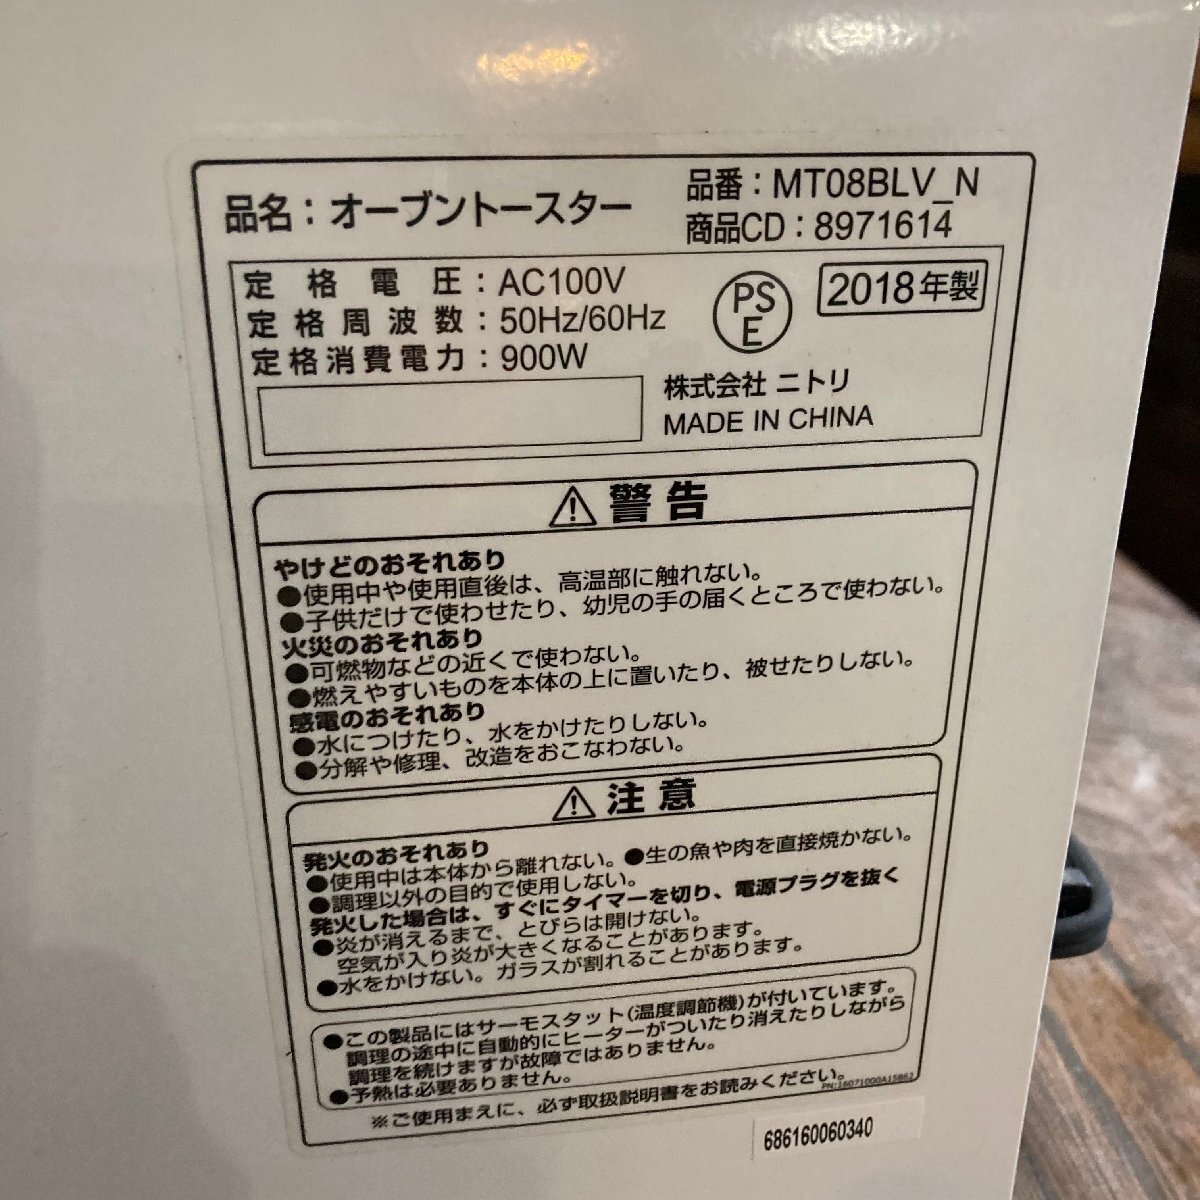 品名：オーブントースター
品番：MT08BLV_N
商品CD：8971614
定格電圧：AC100V
定格周波数：50Hz/60Hz
定格消費電力：900W
PS
E
2018年製
株式会社 ニトリ
MADE IN CHINA
警告
やけどのおそれあり
●使用中や使用直後は、高温部に触れない。
●子供だけで使わせたり、幼児の手の届くところで使わない。
火災のおそれあり
●可燃物などの近くで使わない。
●燃えやすいものを本体の上に置いたり、被せたりしない。
感電のおそれあり
●水につけたり、水をかけたりしない。
●分解や修理、改造をおこなわない。
注意
発火のおそれあり
●使用中は本体から離れない。●生の魚や肉を直接焼かない。
●調理以外の目的で使用しない。
発火した場合は、すぐにタイマーを切り、電源プラグを抜く
●炎が消えるまで、とびらは開けない。
空気が入り炎が大きくなることがあります。
●水をかけない。ガラスが割れることがあります。
●この製品にはサーモスタット(温度調節機)が付いています。
調理の途中に自動的にヒーターがついたり消えたりしながら
調理を続けますが故障ではありません。
●予熱は必要ありません。
※ご使用まえに、必ず取扱説明書をお読みください。
PN:16071000A15862
686160060340